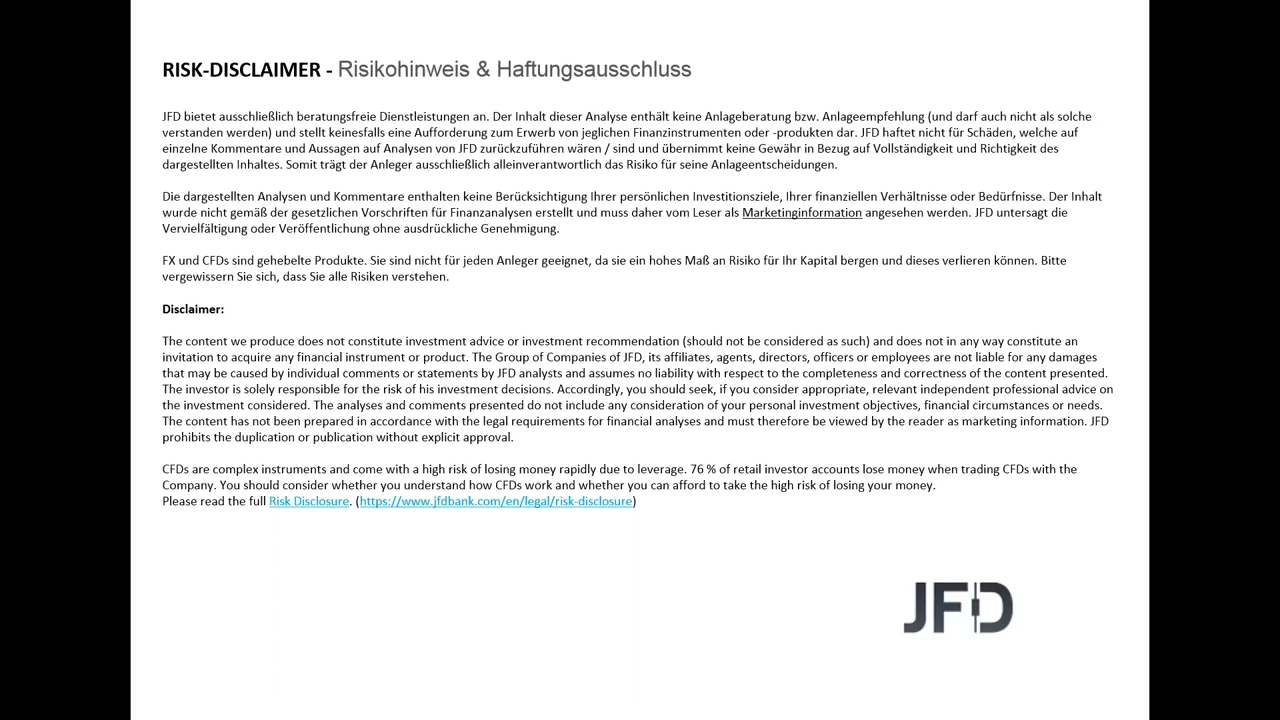 RISK-DISCLAIMER - Risikohinweis & Haftungsausschluss
JFD bietet ausschließlich beratungsfreie Dienstleistungen an. Der Inhalt dieser Analyse enthält keine Anlageberatung bzw. Anlageempfehlung (und darf auch nicht als solche
verstanden werden) und stellt keinesfalls eine Aufforderung zum Erwerb von jeglichen Finanzinstrumenten oder -produkten dar. JFD haftet nicht für Schäden, welche auf
einzelne Kommentare und Aussagen auf Analysen von JFD zurückzuführen wären / sind und übernimmt keine Gewähr in Bezug auf Vollständigkeit und Richtigkeit des
dargestellten Inhaltes. Somit trägt der Anleger ausschließlich alleinverantwortlich das Risiko für seine Anlageentscheidungen.
Die dargestellten Analysen und Kommentare enthalten keine Berücksichtigung Ihrer persönlichen Investitionsziele, Ihrer finanziellen Verhältnisse oder Bedürfnisse. Der Inhalt
wurde nicht gemäß der gesetzlichen Vorschriften für Finanzanalysen erstellt und muss daher vom Leser als Marketinginformation angesehen werden. JFD untersagt die
Vervielfältigung oder Veröffentlichung ohne ausdrückliche Genehmigung.
FX und CFDs sind gehebelte Produkte. Sie sind nicht für jeden Anleger geeignet, da sie ein hohes Maß an Risiko für Ihr Kapital bergen und dieses verlieren können. Bitte
vergewissern Sie sich, dass Sie alle Risiken verstehen.
Disclaimer:
The content we produce does not constitute investment advice or investment recommendation (should not be considered as such) and does not in any way constitute an
invitation to acquire any financial instrument or product. The Group of Companies of JFD, its affiliates, agents, directors, officers or employees are not liable for any damages
that may be caused by individual comments or statements by JFD analysts and assumes no liability with respect to the completeness and correctness of the content presented.
The investor is solely responsible for the risk of his investment decisions. Accordingly, you should seek, if you consider appropriate, relevant independent professional advice on
the investment considered. The analyses and comments presented do not include any consideration of your personal investment objectives, financial circumstances or needs.
The content has not been prepared in accordance with the legal requirements for financial analyses and must therefore be viewed by the reader as marketing information. JFD
prohibits the duplication or publication without explicit approval.
CFDs are complex instruments and come with a high risk of losing money rapidly due to leverage. 76 % of retail investor accounts lose money when trading CFDs with the
Company. You should consider whether you understand how CFDs work and whether you can afford to take the high risk of losing your money.
Please read the full Risk Disclosure. (https://www.jfdbank.com/en/legal/risk-disclosure)
JFD